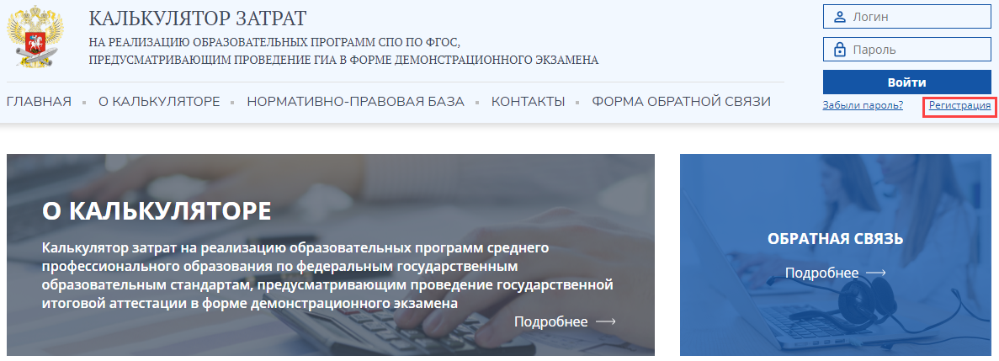 КАЛЬКУЛЯТОР ЗАТРАТ
НА РЕАЛИЗАЦИЮ ОБРАЗОВАТЕЛЬНЫХ ПРОГРАММ СПО ПО ФГОС,
ПРЕДУСМАТРИВАЮЩИМ ПРОВЕДЕНИЕ ГИА В ФОРМЕ ДЕМОНСТРАЦИОННОГО ЭКЗАМЕНА
Логин
Пароль
Войти
Забыли пароль? Регистрация
ГЛАВНАЯ О КАЛЬКУЛЯТОРЕ НОРМАТИВНО-ПРАВОВАЯ БАЗА КОНТАКТЫ ФОРМА ОБРАТНОЙ СВЯЗИ
О КАЛЬКУЛЯТОРЕ
Калькулятор затрат на реализацию образовательных программ среднего
профессионального образования по федеральным государственным
образовательным стандартам, предусматривающим проведение государственной
итоговой аттестации в форме демонстрационного экзамена
Подробнее
ОБРАТНАЯ СВЯЗЬ
Подробнее